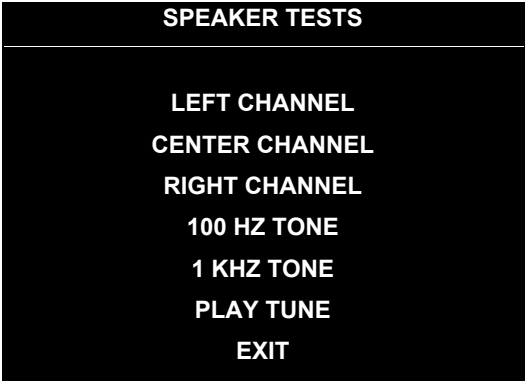 SPEAKER TESTS
LEFT CHANNEL
CENTER CHANNEL
RIGHT CHANNEL
100 HZ TONE
1 KHZ TONE
PLAY TUNE
EXIT